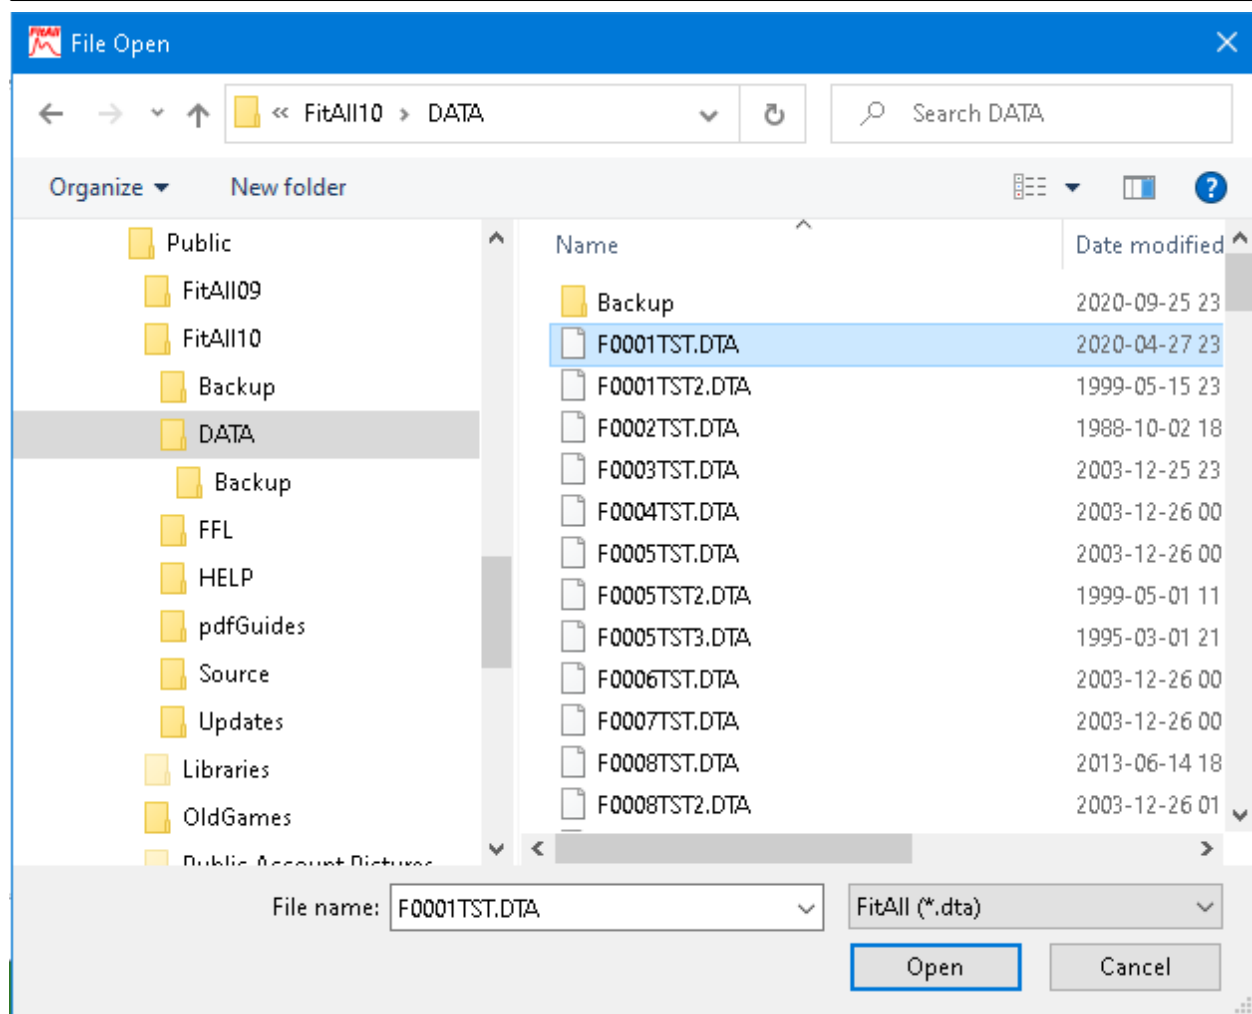 File Open
« FitAll10 > DATA
Search DATA
Organize
New folder
Public
FitAll09
FitAll10
Backup
DATA
Backup
FFL
HELP
pdfGuides
Source
Updates
Libraries
OldGames
Public Account Pictures
Name Date modified
Backup 2020-09-25 23
F0001TST.DTA 2020-04-27 23
F0001TST2.DTA 1999-05-15 23
F0002TST.DTA 1988-10-02 18
F0003TST.DTA 2003-12-25 23
F0004TST.DTA 2003-12-26 00
F0005TST.DTA 2003-12-26 00
F0005TST2.DTA 1999-05-01 11
F0005TST3.DTA 1995-03-01 21
F0006TST.DTA 2003-12-26 00
F0007TST.DTA 2003-12-26 00
F0008TST.DTA 2013-06-14 18
F0008TST2.DTA 2003-12-26 01
File name: F0001TST.DTA
FitAll (*.dta)
Open
Cancel